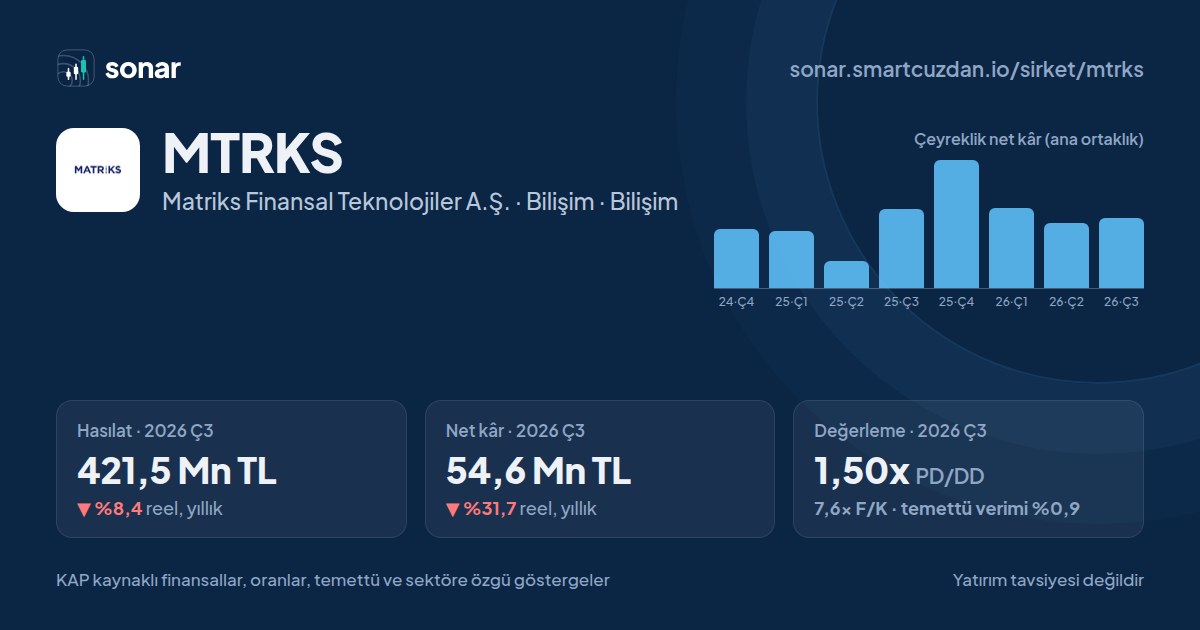 sonar
sonar.smartcuzdan.io/sirket/mtrks
MATRİKS
MTRKS
Matriks Finansal Teknolojiler A.Ş. · Bilişim · Bilişim
Çeyreklik net kâr (ana ortaklık)
24·Ç4 25·Ç1 25·Ç2 25·Ç3 25·Ç4 26·Ç1 26·Ç2 26·Ç3
Hasılat · 2026 Ç3
421,5 Mn TL
▼ %8,4 reel, yıllık
Net kâr · 2026 Ç3
54,6 Mn TL
▼ %31,7 reel, yıllık
Değerleme · 2026 Ç3
1,50x PD/DD
7,6x F/K · temettü verimi %0,9
KAP kaynaklı finansallar, oranlar, temettü ve sektöre özgü göstergeler
Yatırım tavsiyesi değildir